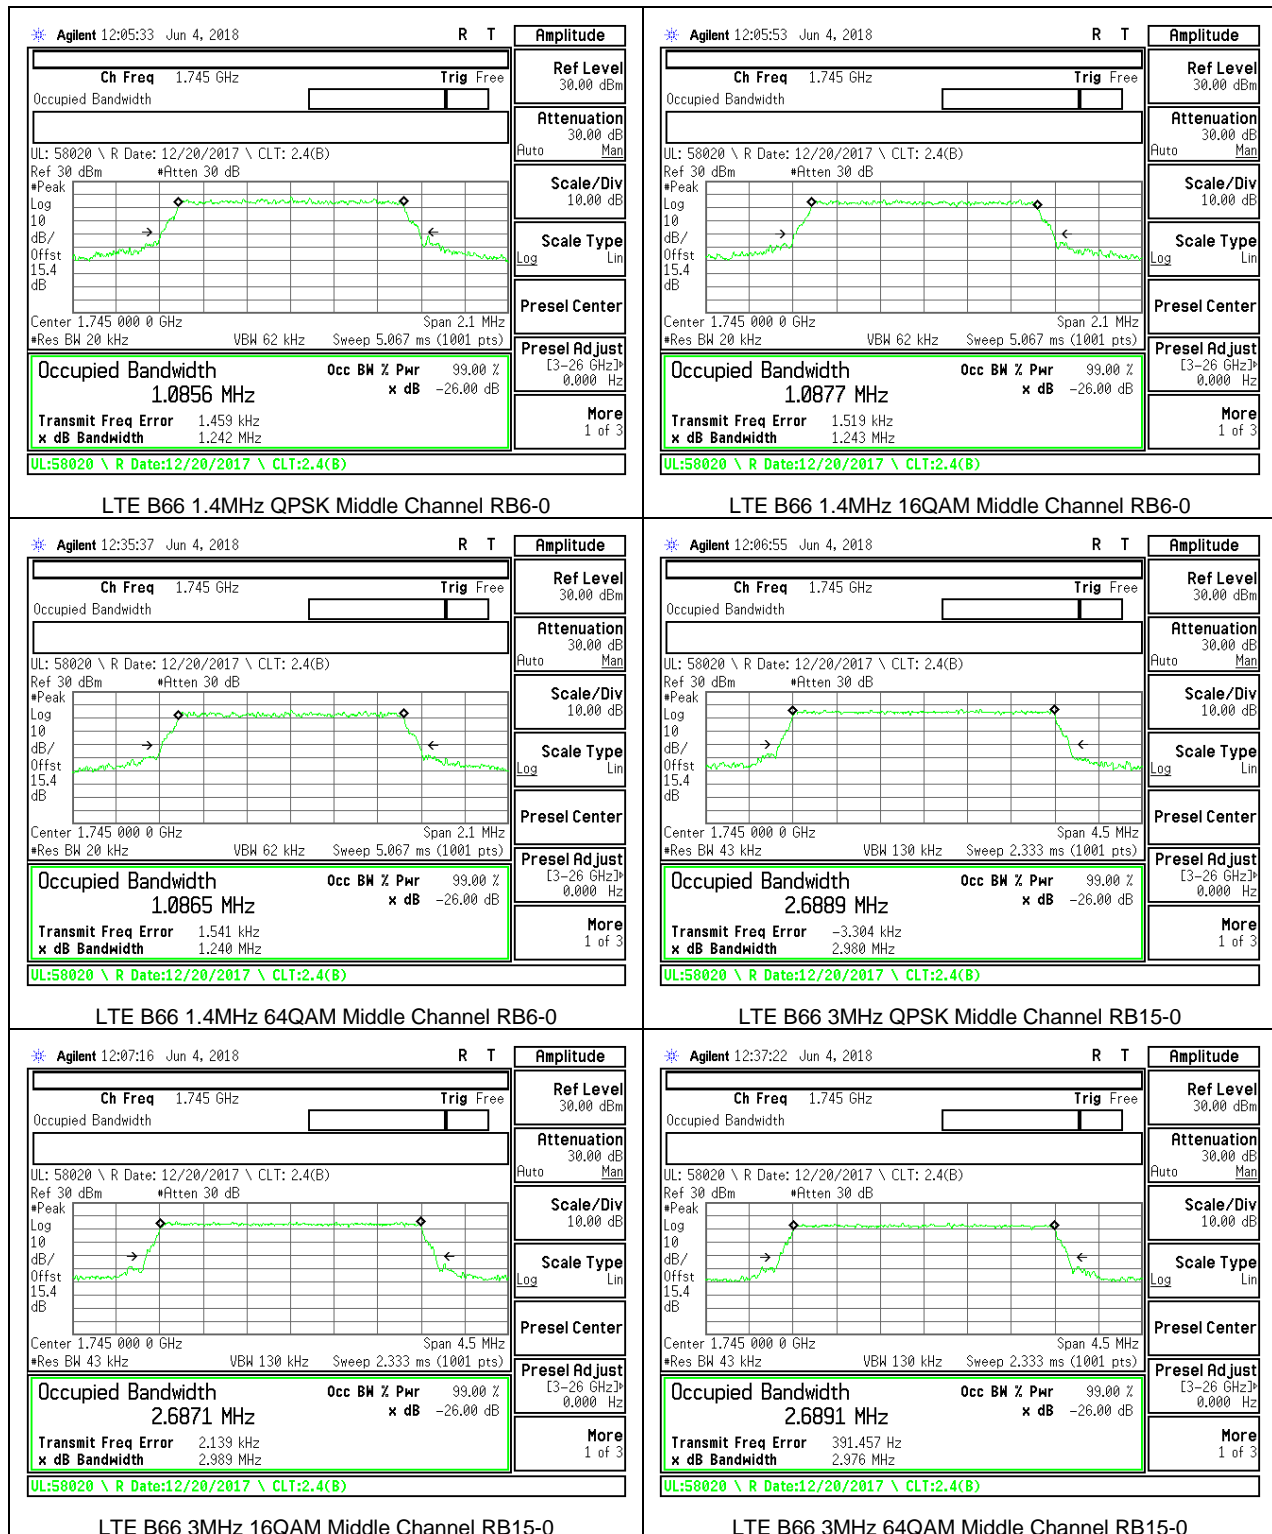 Agilent 12:05:33 Jun 4, 2018 R T Amplitude
Ch Freq 1.745 GHz Trig Free
Occupied Bandwidth
Ref Level
30.00 dBm
Attenuation
30.00 dB
Auto Man
UL: 58020 \ R Date: 12/20/2017 \ CLT: 2.4(B)
Ref 30 dBm #Atten 30 dB
#Peak
Log
10
dB/
Offst
15.4
dB
Scale/Div
10.00 dB
Scale Type
Log Lin
Presel Center
Center 1.745 000 0 GHz Span 2.1 MHz
#Res BW 20 kHz VBW 62 kHz Sweep 5.067 ms (1001 pts)
Presel Adjust
[3-26 GHz]
0.000 Hz
Occupied Bandwidth Occ BW % Pwr 99.00 %
1.0856 MHz x dB -26.00 dB
Transmit Freq Error 1.459 kHz
x dB Bandwidth 1.242 MHz
More
1 of 3
UL:58020 \ R Date:12/20/2017 \ CLT:2.4(B)
LTE B66 1.4MHz QPSK Middle Channel RB6-0
Agilent 12:05:53 Jun 4, 2018 R T Amplitude
Ch Freq 1.745 GHz Trig Free
Occupied Bandwidth
Ref Level
30.00 dBm
Attenuation
30.00 dB
Auto Man
UL: 58020 \ R Date: 12/20/2017 \ CLT: 2.4(B)
Ref 30 dBm #Atten 30 dB
#Peak
Log
10
dB/
Offst
15.4
dB
Scale/Div
10.00 dB
Scale Type
Log Lin
Presel Center
Center 1.745 000 0 GHz Span 2.1 MHz
#Res BW 20 kHz VBW 62 kHz Sweep 5.067 ms (1001 pts)
Presel Adjust
[3-26 GHz]
0.000 Hz
Occupied Bandwidth Occ BW % Pwr 99.00 %
1.0877 MHz x dB -26.00 dB
Transmit Freq Error 1.519 kHz
x dB Bandwidth 1.243 MHz
More
1 of 3
UL:58020 \ R Date:12/20/2017 \ CLT:2.4(B)
LTE B66 1.4MHz 16QAM Middle Channel RB6-0
Agilent 12:35:37 Jun 4, 2018 R T Amplitude
Ch Freq 1.745 GHz Trig Free
Occupied Bandwidth
Ref Level
30.00 dBm
Attenuation
30.00 dB
Auto Man
UL: 58020 \ R Date: 12/20/2017 \ CLT: 2.4(B)
Ref 30 dBm #Atten 30 dB
#Peak
Log
10
dB/
Offst
15.4
dB
Scale/Div
10.00 dB
Scale Type
Log Lin
Presel Center
Center 1.745 000 0 GHz Span 2.1 MHz
#Res BW 20 kHz VBW 62 kHz Sweep 5.067 ms (1001 pts)
Presel Adjust
[3-26 GHz]
0.000 Hz
Occupied Bandwidth Occ BW % Pwr 99.00 %
1.0865 MHz x dB -26.00 dB
Transmit Freq Error 1.541 kHz
x dB Bandwidth 1.240 MHz
More
1 of 3
UL:58020 \ R Date:12/20/2017 \ CLT:2.4(B)
LTE B66 1.4MHz 64QAM Middle Channel RB6-0
Agilent 12:06:55 Jun 4, 2018 R T Amplitude
Ch Freq 1.745 GHz Trig Free
Occupied Bandwidth
Ref Level
30.00 dBm
Attenuation
30.00 dB
Auto Man
UL: 58020 \ R Date: 12/20/2017 \ CLT: 2.4(B)
Ref 30 dBm #Atten 30 dB
#Peak
Log
10
dB/
Offst
15.4
dB
Scale/Div
10.00 dB
Scale Type
Log Lin
Presel Center
Center 1.745 000 0 GHz Span 4.5 MHz
#Res BW 43 kHz VBW 130 kHz Sweep 2.333 ms (1001 pts)
Presel Adjust
[3-26 GHz]
0.000 Hz
Occupied Bandwidth Occ BW % Pwr 99.00 %
2.6889 MHz x dB -26.00 dB
Transmit Freq Error -3.304 kHz
x dB Bandwidth 2.980 MHz
More
1 of 3
UL:58020 \ R Date:12/20/2017 \ CLT:2.4(B)
LTE B66 3MHz QPSK Middle Channel RB15-0
Agilent 12:07:16 Jun 4, 2018 R T Amplitude
Ch Freq 1.745 GHz Trig Free
Occupied Bandwidth
Ref Level
30.00 dBm
Attenuation
30.00 dB
Auto Man
UL: 58020 \ R Date: 12/20/2017 \ CLT: 2.4(B)
Ref 30 dBm #Atten 30 dB
#Peak
Log
10
dB/
Offst
15.4
dB
Scale/Div
10.00 dB
Scale Type
Log Lin
Presel Center
Center 1.745 000 0 GHz Span 4.5 MHz
#Res BW 43 kHz VBW 130 kHz Sweep 2.333 ms (1001 pts)
Presel Adjust
[3-26 GHz]
0.000 Hz
Occupied Bandwidth Occ BW % Pwr 99.00 %
2.6871 MHz x dB -26.00 dB
Transmit Freq Error 2.139 kHz
x dB Bandwidth 2.989 MHz
More
1 of 3
UL:58020 \ R Date:12/20/2017 \ CLT:2.4(B)
LTE B66 3MHz 16QAM Middle Channel RB15-0
Agilent 12:37:22 Jun 4, 2018 R T Amplitude
Ch Freq 1.745 GHz Trig Free
Occupied Bandwidth
Ref Level
30.00 dBm
Attenuation
30.00 dB
Auto Man
UL: 58020 \ R Date: 12/20/2017 \ CLT: 2.4(B)
Ref 30 dBm #Atten 30 dB
#Peak
Log
10
dB/
Offst
15.4
dB
Scale/Div
10.00 dB
Scale Type
Log Lin
Presel Center
Center 1.745 000 0 GHz Span 4.5 MHz
#Res BW 43 kHz VBW 130 kHz Sweep 2.333 ms (1001 pts)
Presel Adjust
[3-26 GHz]
0.000 Hz
Occupied Bandwidth Occ BW % Pwr 99.00 %
2.6891 MHz x dB -26.00 dB
Transmit Freq Error 391.457 Hz
x dB Bandwidth 2.976 MHz
More
1 of 3
UL:58020 \ R Date:12/20/2017 \ CLT:2.4(B)
LTE B66 3MHz 64QAM Middle Channel RB15-0